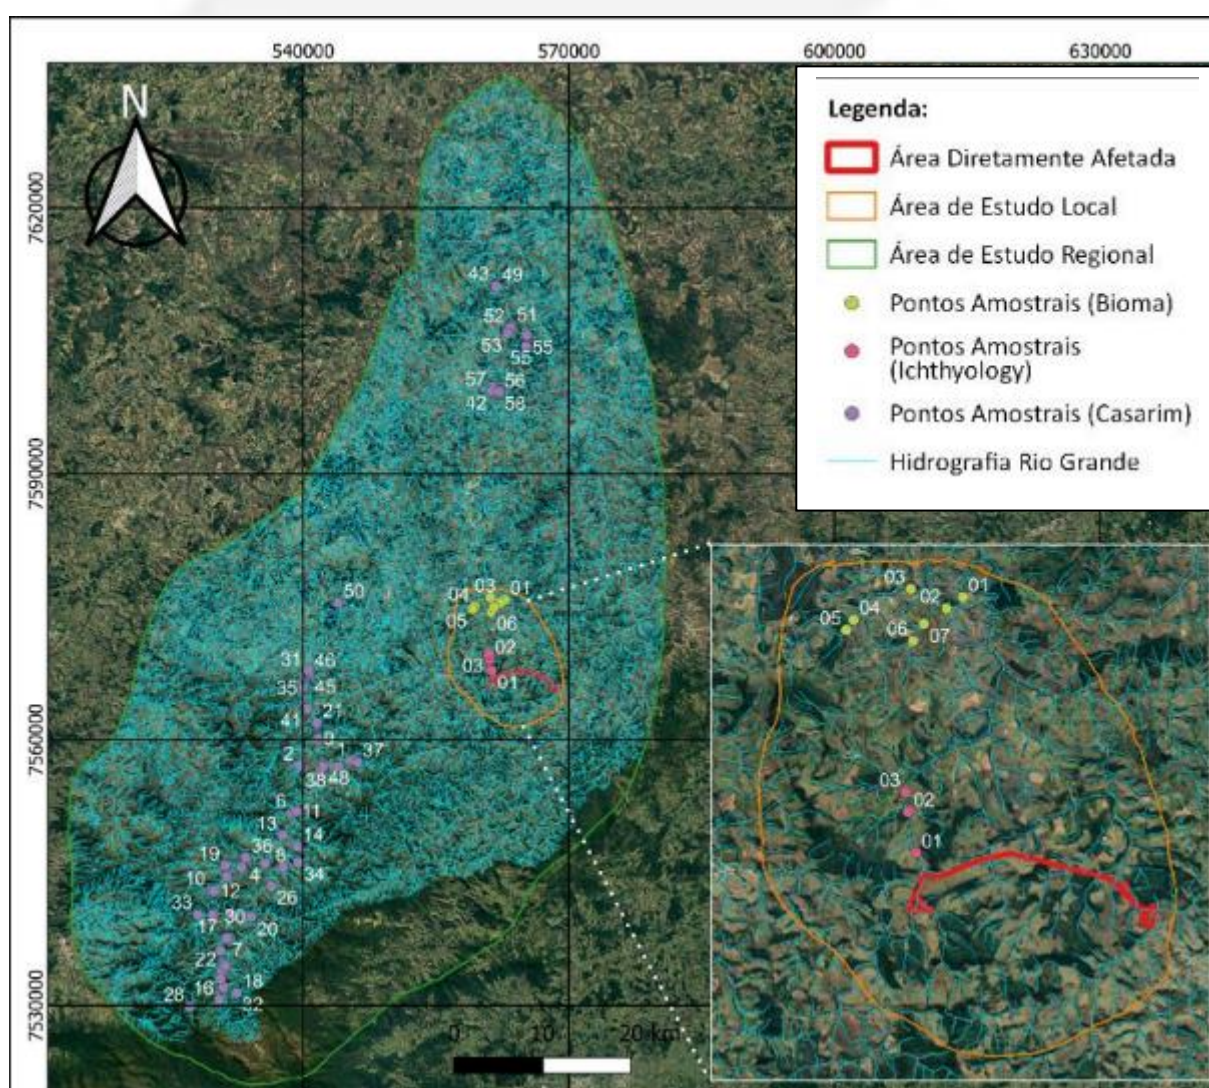 540000
570000
600000
630000
N
7620000
7590000
7560000
7530000
Legenda:
Área Diretamente Afetada
Área de Estudo Local
Área de Estudo Regional
Pontos Amostrais (Bioma)
Pontos Amostrais
(Ichthyology)
Pontos Amostrais (Casarim)
Hidrografia Rio Grande
43 49
52 51
53 55
55
57 56
42 58
50
04 03 01
05 06
02
03
01
31 46
35 45
41 21
9
2 1 37
38 48
6 11
13 14
19 36 8
10 12 4 34
26
33
17 30 20
7
22
16 18
28 32
0 10 20 km
03 02 01
05 04
06 07
03
02
01